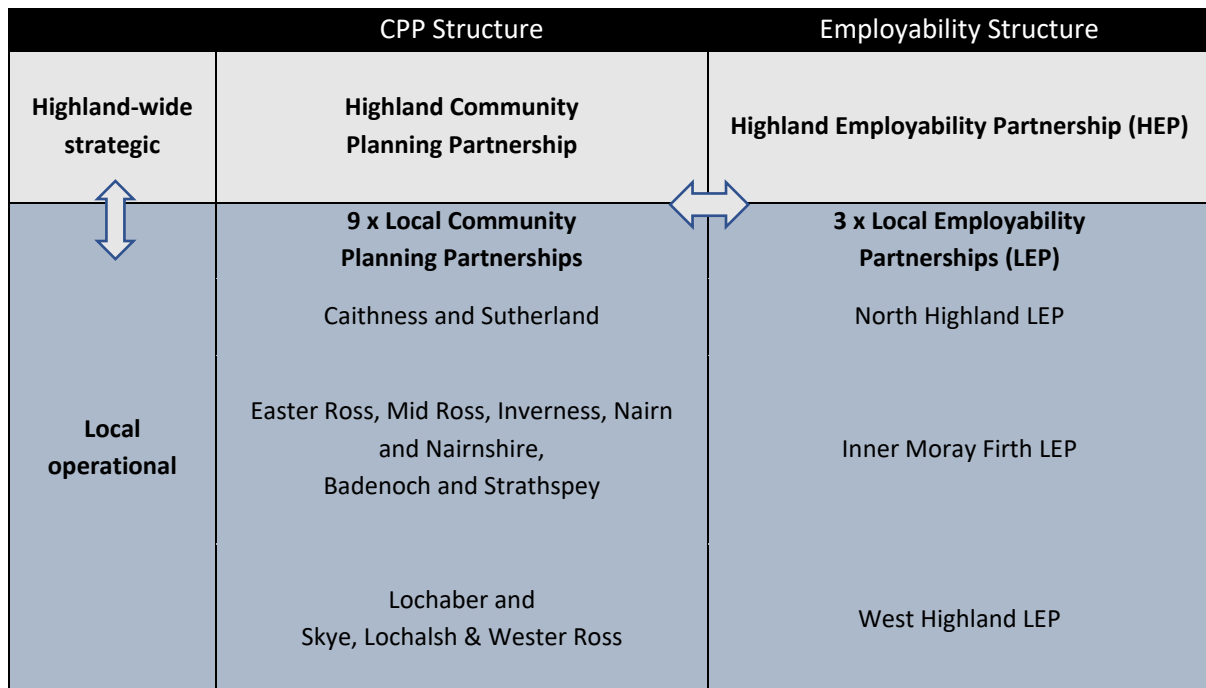 CPP Structure
Employability Structure
Highland-wide
strategic
Highland Community
Planning Partnership
Highland Employability Partnership (HEP)
9 x Local Community
Planning Partnerships
3 x Local Employability
Partnerships (LEP)
Local
operational
Caithness and Sutherland
North Highland LEP
Easter Ross, Mid Ross, Inverness, Nairn
and Nairnshire,
Badenoch and Strathspey
Inner Moray Firth LEP
Lochaber and
Skye, Lochalsh & Wester Ross
West Highland LEP